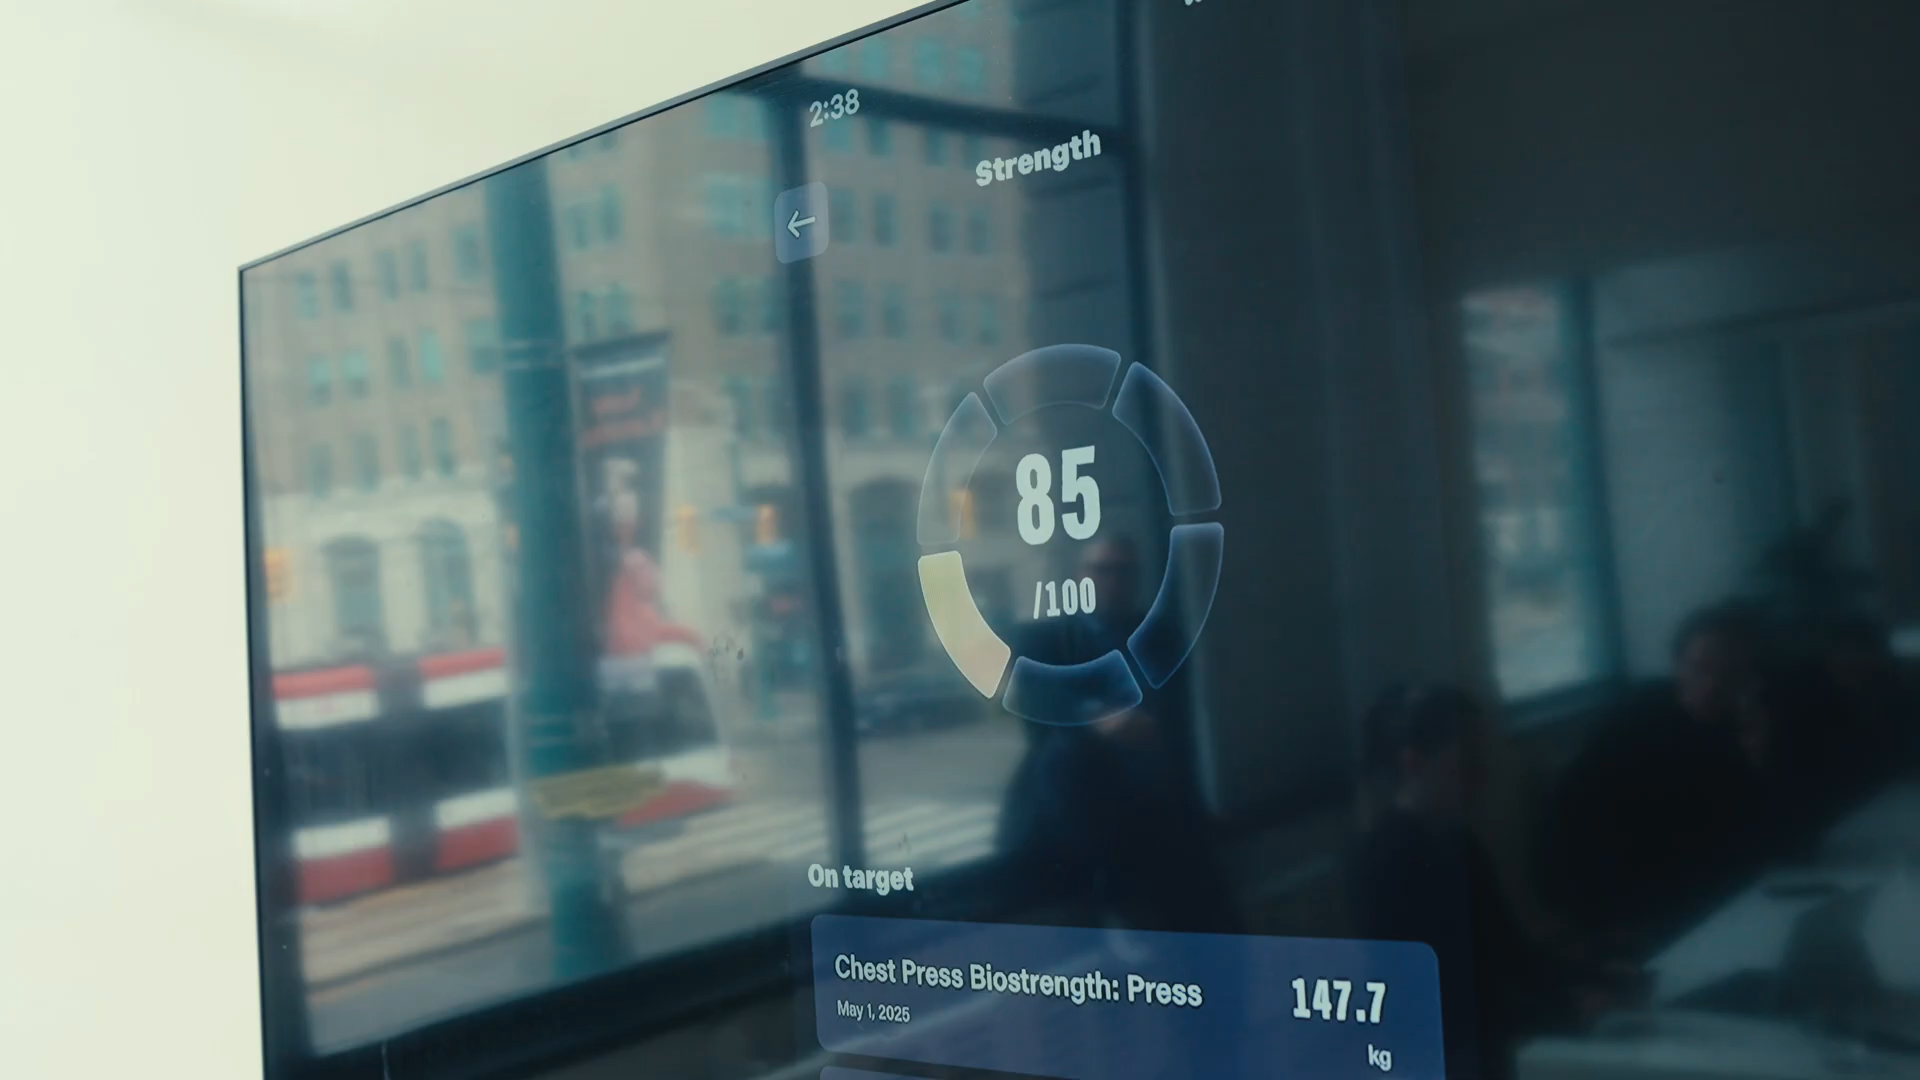 2:38
Strength
85
/100
On target
Chest Press Biostrength: Press
147.7
May 1, 2025
kg